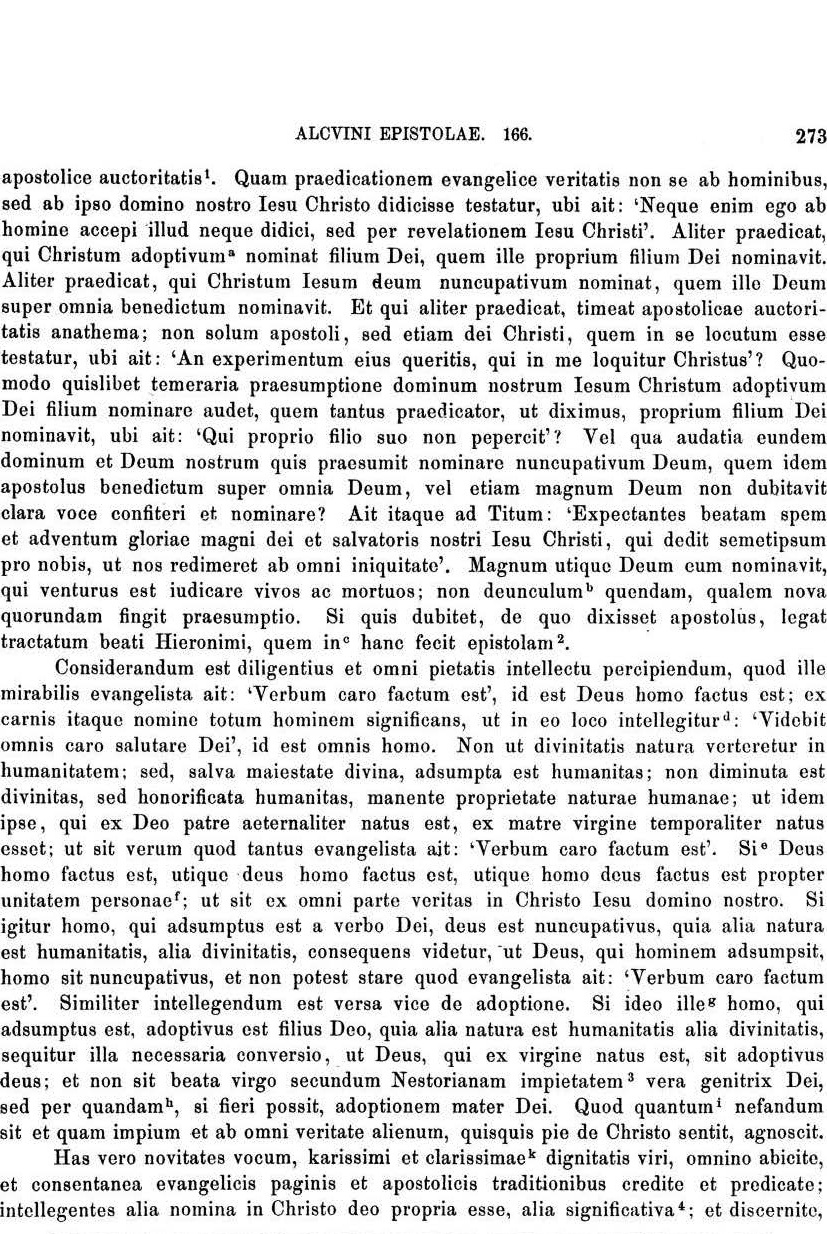 ALCVINI EPISTOLAE. 166. 273
apostolice auctoritatis¹. Quam praedicationem evangelice veritatis non se ab hominibus,
sed ab ipso domino nostro Iesu Christo didicisse testatur, ubi ait: ‘Neque enim ego ab
homine accepi illud neque didici, sed per revelationem Iesu Christi’. Aliter praedicat,
qui Christum adoptivumᵃ nominat filium Dei, quem ille proprium filium Dei nominavit.
Aliter praedicat, qui Christum Iesum deum nuncupativum nominat, quem ille Deum
super omnia benedictum nominavit. Et qui aliter praedicat, timeat apostolicae auctori-
tatis anathema; non solum apostoli, sed etiam dei Christi, quem in se locutum esse
testatur, ubi ait: ‘An experimentum eius queritis, qui in me loquitur Christus’? Quo-
modo quislibet temeraria praesumptione dominum nostrum Iesum Christum adoptivum
Dei filium nominare audet, quem tantus praedicator, ut diximus, proprium filium Dei
nominavit, ubi ait: ‘Qui proprio filio suo non pepercit’? Vel qua audatia eundem
dominum et Deum nostrum quis praesumit nominare nuncupativum Deum, quem idem
apostolus benedictum super omnia Deum, vel etiam magnum Deum non dubitavit
clara voce confiteri et nominare? Ait itaque ad Titum: ‘Expectantes beatam spem
et adventum gloriae magni dei et salvatoris nostri Iesu Christi, qui dedit semetipsum
pro nobis, ut nos redimeret ab omni iniquitate’. Magnum utique Deum eum nominavit,
qui venturus est iudicare vivos ac mortuos; non deunculumᵇ quendam, qualem nova
quorundam fingit praesumptio. Si quis dubitet, de quo dixisset apostolus, legat
tractatum beati Hieronimi, quem inᶜ hanc fecit epistolam².
Considerandum est diligentius et omni pietatis intellectu percipiendum, quod ille
mirabilis evangelista ait: ‘Verbum caro factum est’, id est Deus homo factus est; ex
carnis itaque nomine totum hominem significans, ut in eo loco intellegiturᵈ: ‘Videbit
omnis caro salutare Dei’, id est omnis homo. Non ut divinitatis natura verteretur in
humanitatem; sed, salva maiestate divina, adsumpta est humanitas; non diminuta est
divinitas, sed honorificata humanitas, manente proprietate naturae humanae; ut idem
ipse, qui ex Deo patre aeternaliter natus est, ex matre virgine temporaliter natus
esset; ut sit verum quod tantus evangelista ait: ‘Verbum caro factum est’. Siᵉ Deus
homo factus est, utique deus homo factus est, utique homo deus factus est propter
unitatem personaeᶠ; ut sit ex omni parte veritas in Christo Iesu domino nostro. Si
igitur homo, qui adsumptus est a verbo Dei, deus est nuncupativus, quia alia natura
est humanitatis, alia divinitatis, consequens videtur, ut Deus, qui hominem adsumpsit,
homo sit nuncupativus, et non potest stare quod evangelista ait: ‘Verbum caro factum
est’. Similiter intellegendum est versa vice de adoptione. Si ideo illeᵍ homo, qui
adsumptus est, adoptivus est filius Deo, quia alia natura est humanitatis alia divinitatis,
sequitur illa necessaria conversio, ut Deus, qui ex virgine natus est, sit adoptivus
deus; et non sit beata virgo secundum Nestorianam impietatem³ vera genitrix Dei,
sed per quandamʰ, si fieri possit, adoptionem mater Dei. Quod quantumⁱ nefandum
sit et quam impium et ab omni veritate alienum, quisquis pie de Christo sentit, agnoscit.
Has vero novitates vocum, karissimi et clarissimaeᵏ dignitatis viri, omnino abicite,
et consentanea evangelicis paginis et apostolicis traditionibus credite et predicate;
intellegentes alia nomina in Christo deo propria esse, alia significativa⁴; et discernite,